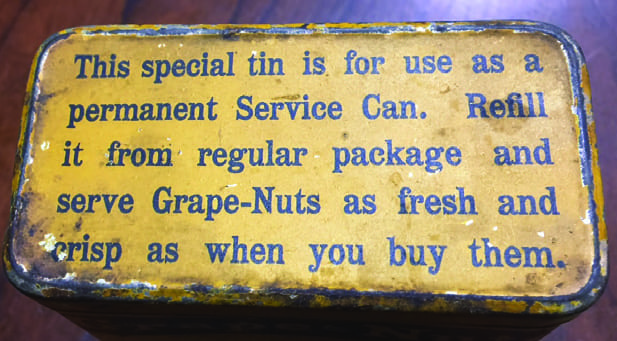 This special tin is for use as a
permanent Service Can. Refill
it from regular package and
serve Grape-Nuts as fresh and
crisp as when you buy them.